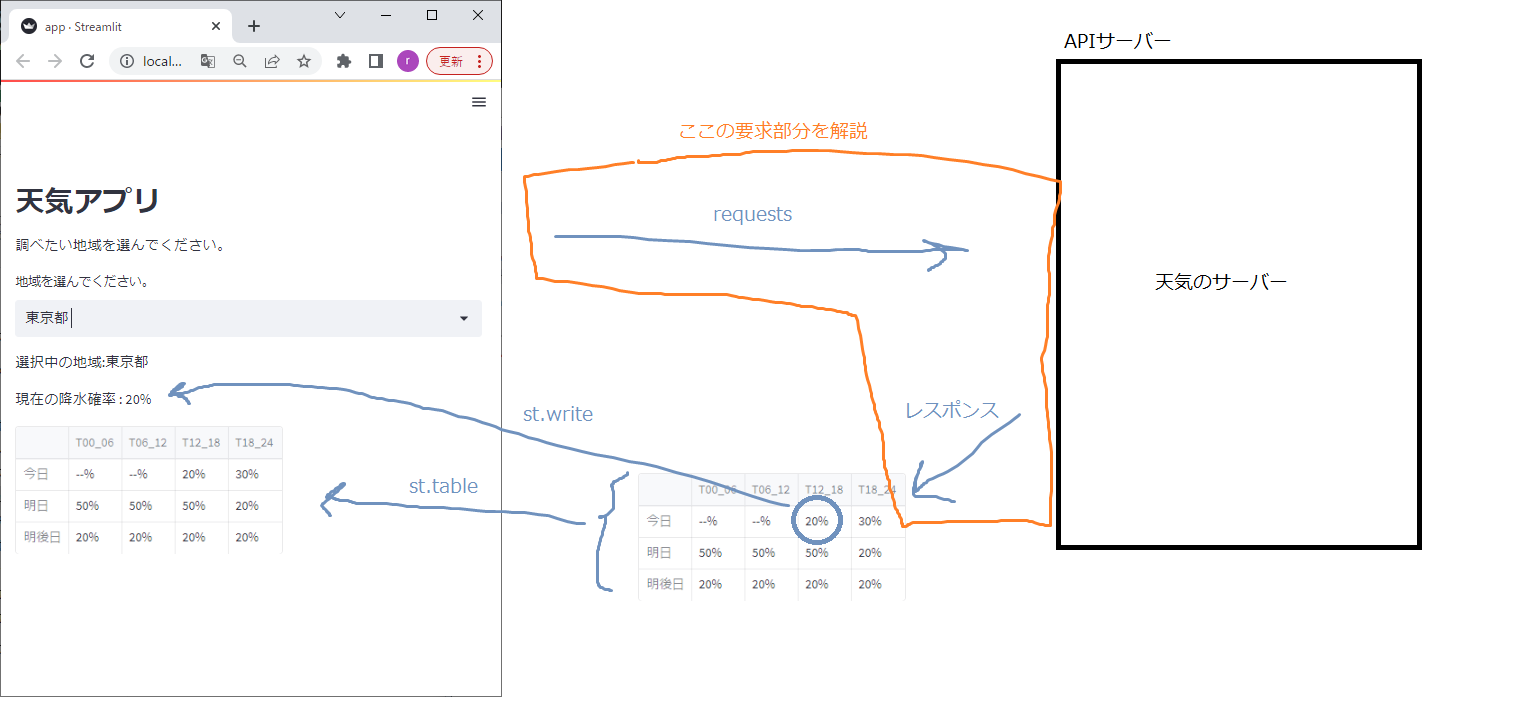 app · Streamlit
local...
r
更新
天気アプリ
調べたい地域を選んでください。
地域を選んでください。
東京都
選択中の地域:東京都
現在の降水確率 : 20%
T00_06 T06_12 T12_18 T18_24
今日 --% --% 20% 30%
明日 50% 50% 50% 20%
明後日 20% 20% 20% 20%
ここの要求部分を解説
requests
st.write
st.table
レスポンス
T00_06 T06_12 T12_18 T18_24
今日 --% --% 20% 30%
明日 50% 50% 50% 20%
明後日 20% 20% 20% 20%
APIサーバー
天気のサーバー